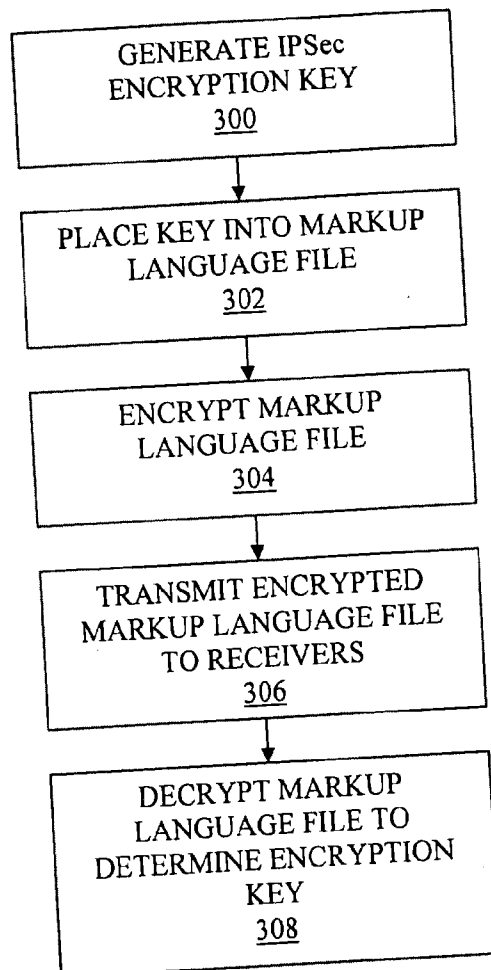 GENERATE IPSec
ENCRYPTION KEY
300
PLACE KEY INTO MARKUP
LANGUAGE FILE
302
ENCRYPT MARKUP
LANGUAGE FILE
304
TRANSMIT ENCRYPTED
MARKUP LANGUAGE FILE
TO RECEIVERS
306
DECRYPT MARKUP
LANGUAGE FILE TO
DETERMINE ENCRYPTION
KEY
308